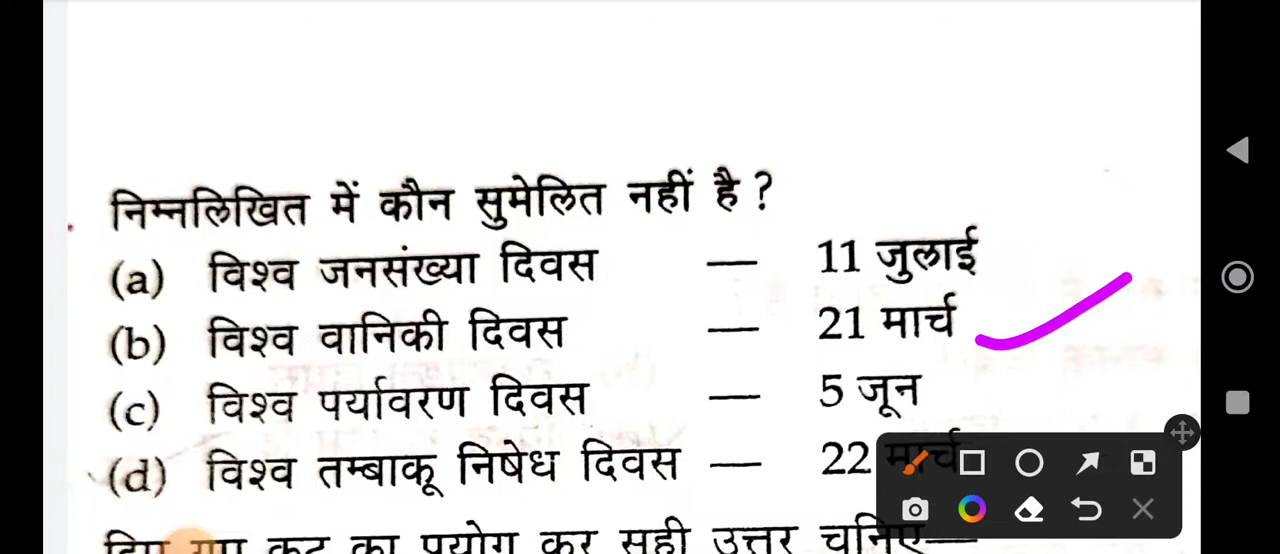 निम्नलिखित में कौन सुमेलित नहीं है ?
(a) विश्व जनसंख्या दिवस — 11 जुलाई
(b) विश्व वानिकी दिवस — 21 मार्च
(c) विश्व पर्यावरण दिवस — 5 जून
(d) विश्व तम्बाकू निषेध दिवस — 22 मार्च
कूट का प्रयोग कर सही उत्तर चुनिए—